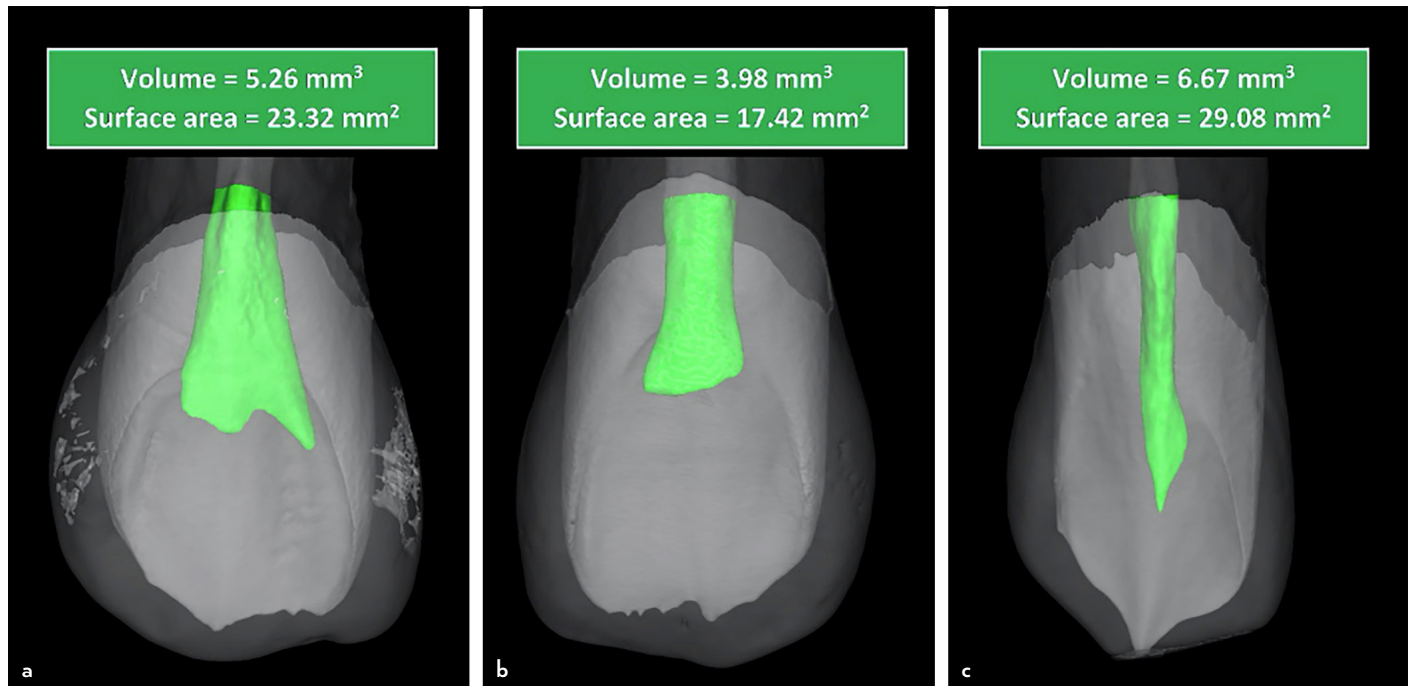 Volume = 5.26 mm³
Surface area = 23.32 mm²
Volume = 3.98 mm³
Surface area = 17.42 mm²
Volume = 6.67 mm³
Surface area = 29.08 mm²
a
b
c